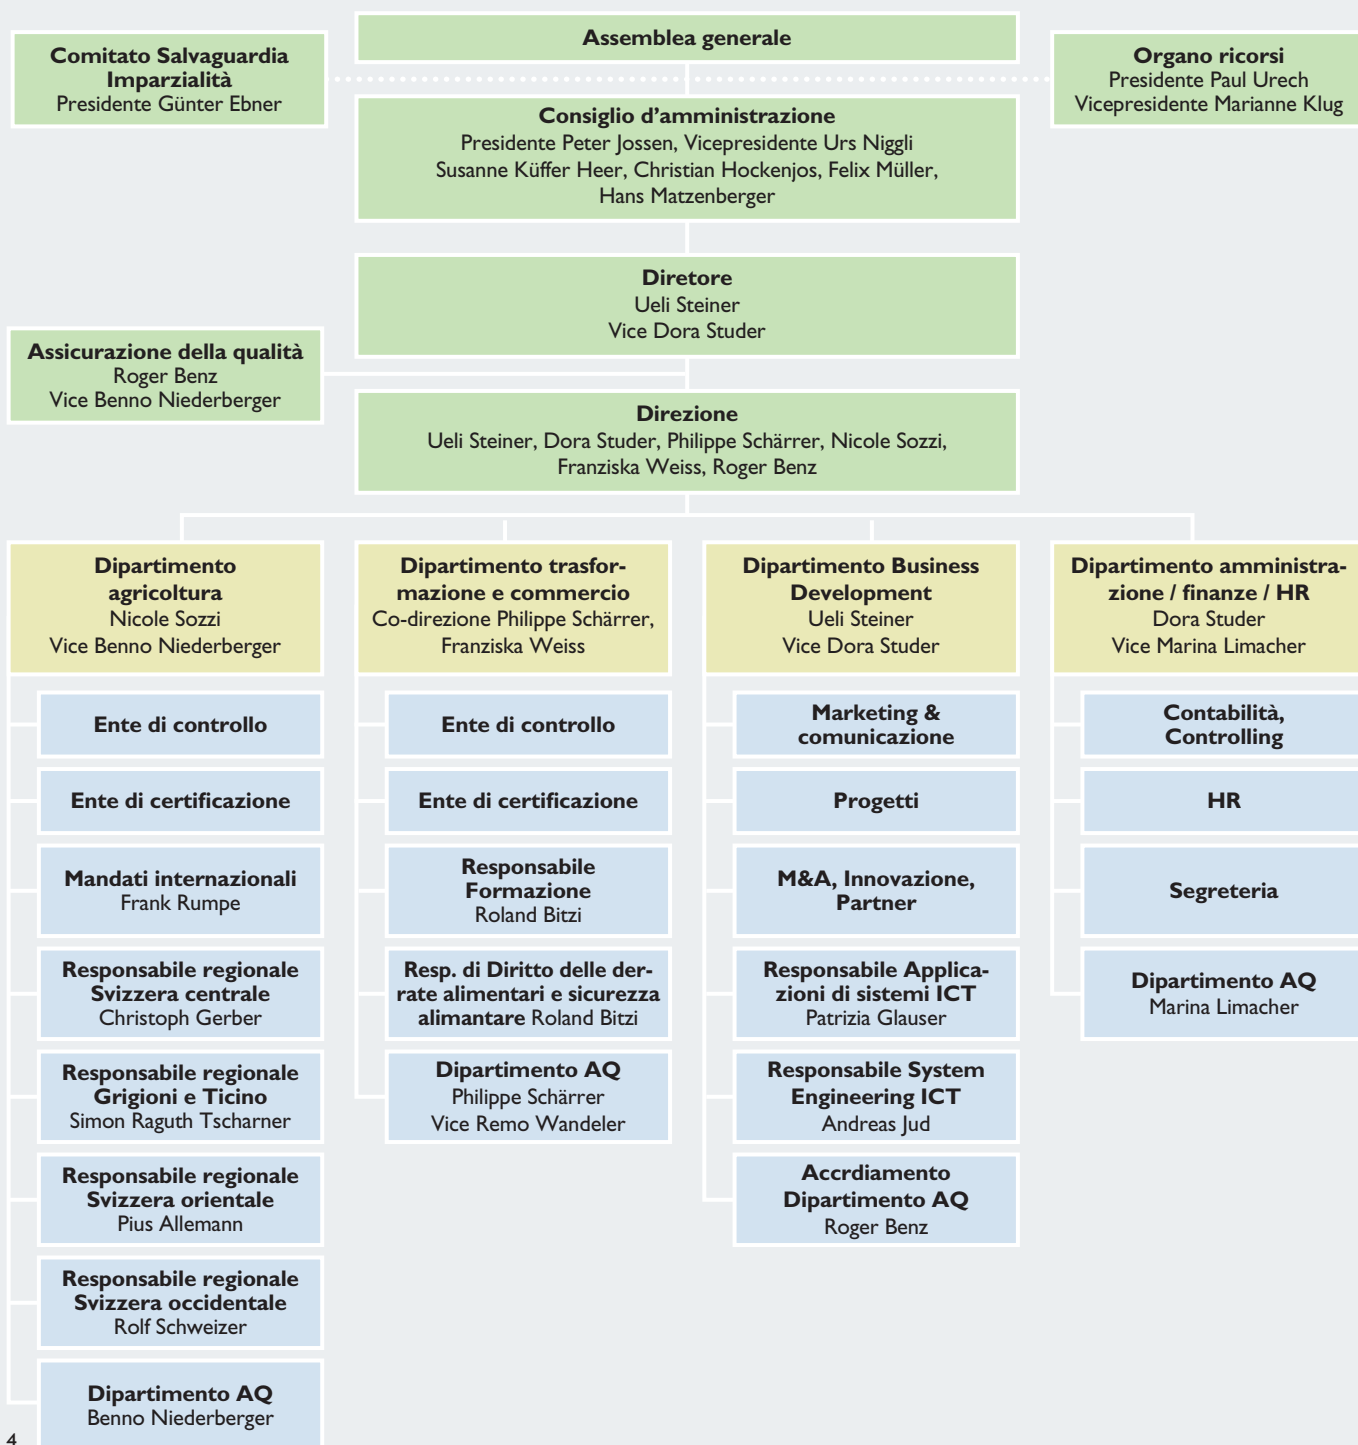 Assemblea generale
Comitato Salvaguardia
Imparzialità
Presidente Günter Ebner
Organo ricorsi
Presidente Paul Urech
Vicepresidente Marianne Klug
Consiglio d’amministrazione
Presidente Peter Jossen, Vicepresidente Urs Niggli
Susanne Küffer Heer, Christian Hockenjos, Felix Müller,
Hans Matzenberger
Diretore
Ueli Steiner
Vice Dora Studer
Assicurazione della qualità
Roger Benz
Vice Benno Niederberger
Direzione
Ueli Steiner, Dora Studer, Philippe Schärrer, Nicole Sozzi,
Franziska Weiss, Roger Benz
Dipartimento
agricoltura
Nicole Sozzi
Vice Benno Niederberger
Ente di controllo
Ente di certificazione
Mandati internazionali
Frank Rumpe
Responsabile regionale
Svizzera centrale
Christoph Gerber
Responsabile regionale
Grigioni e Ticino
Simon Raguth Tscharner
Responsabile regionale
Svizzera orientale
Pius Allemann
Responsabile regionale
Svizzera occidentale
Rolf Schweizer
Dipartimento AQ
Benno Niederberger
Dipartimento trasfor-
mazione e commercio
Co-direzione Philippe Schärrer,
Franziska Weiss
Ente di controllo
Ente di certificazione
Responsabile
Formazione
Roland Bitzi
Resp. di Diritto delle der-
rate alimentari e sicurezza
alimantare Roland Bitzi
Dipartimento AQ
Philippe Schärrer
Vice Remo Wandeler
Dipartimento Business
Development
Ueli Steiner
Vice Dora Studer
Marketing &
comunicazione
Progetti
M&A, Innovazione,
Partner
Responsabile Applica-
zioni di sistemi ICT
Patrizia Glauser
Responsabile System
Engineering ICT
Andreas Jud
Accrdiamento
Dipartimento AQ
Roger Benz
Dipartimento amministra-
zione / finanze / HR
Dora Studer
Vice Marina Limacher
Contabilità,
Controlling
HR
Segreteria
Dipartimento AQ
Marina Limacher
4